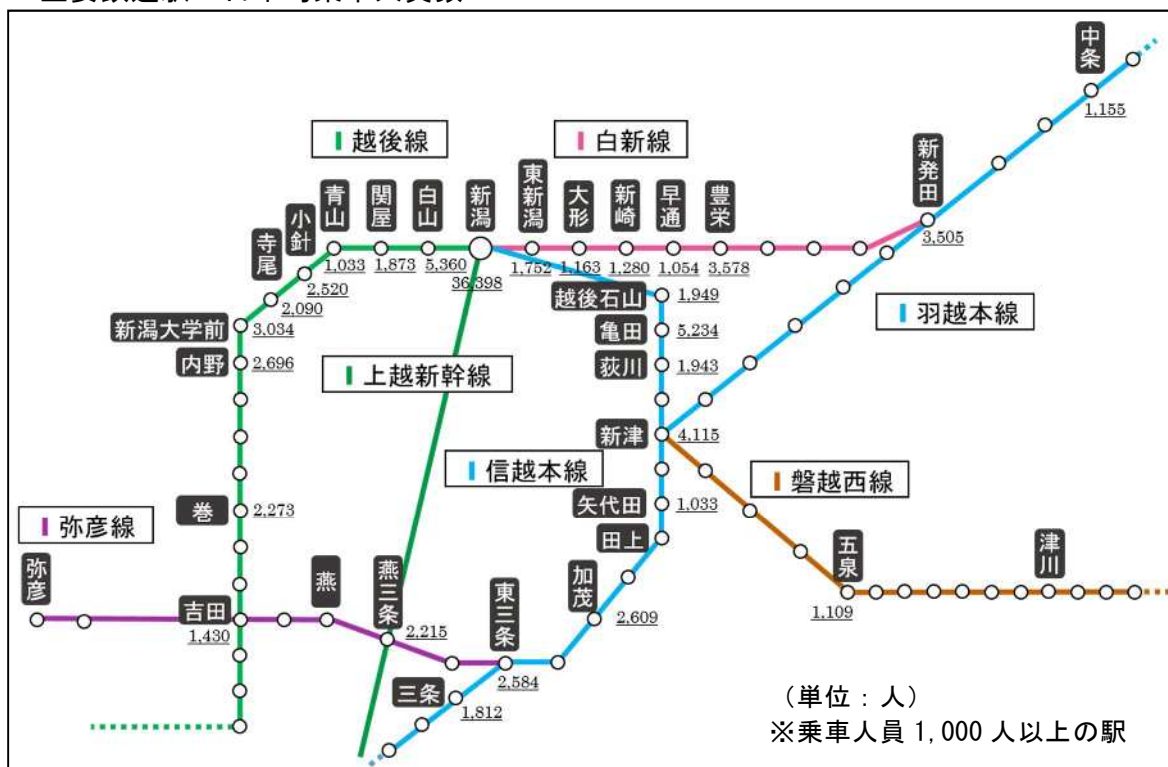 中条
1,155
越後線
白新線
新発田
3,505
青山
関屋
白山
新潟
東新潟
大形
新崎
早通
豊栄
小針
寺尾
1,033
1,873
5,360
36,398
1,752
1,163
1,280
1,054
3,578
2,520
2,090
新潟大学前
3,034
内野
2,696
越後石山
1,949
亀田
5,234
荻川
1,943
羽越本線
上越新幹線
新津
4,115
信越本線
磐越西線
巻
2,273
矢代田
1,033
弥彦線
田上
弥彦
燕
燕三条
東三条
加茂
五泉
津川
吉田
1,430
2,215
2,609
1,109
2,584
三条
1,812
(単位:人)
※乗車人員 1,000 人以上の駅